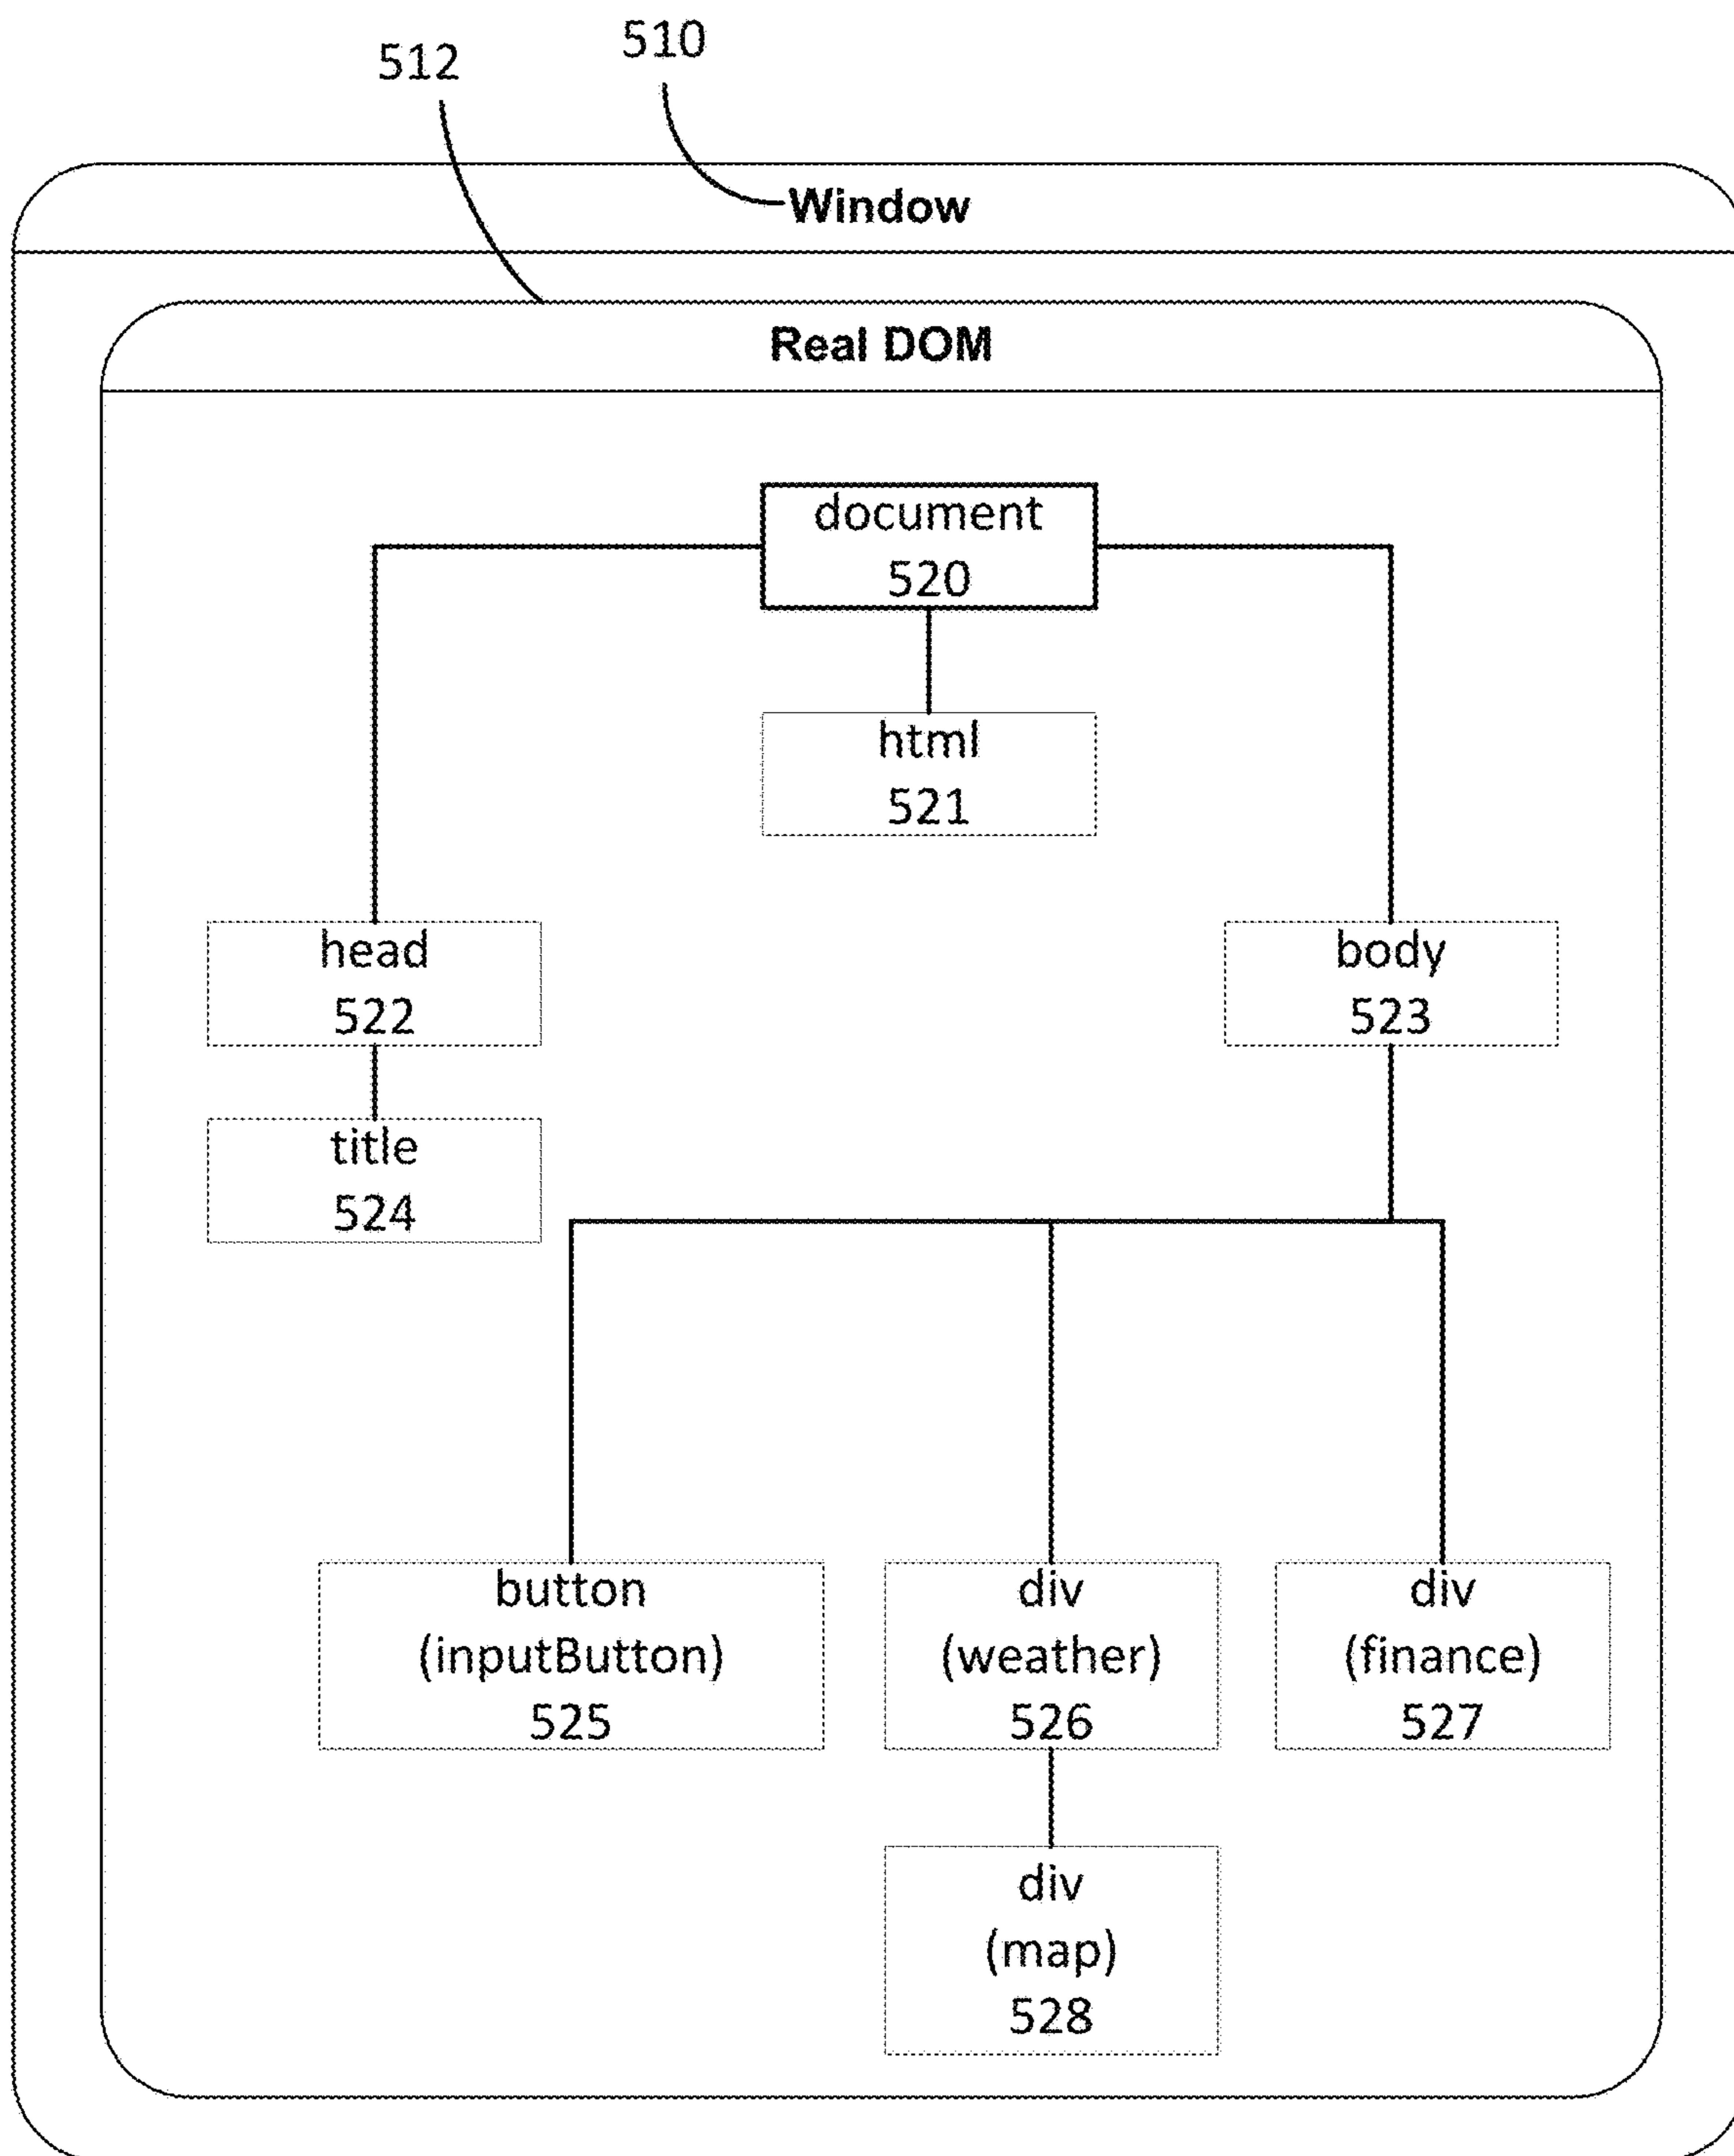 512
510
Window
Real DOM
document
520
html
521
head
522
body
523
title
524
button
(inputButton)
525
div
(weather)
526
div
(finance)
527
div
(map)
528